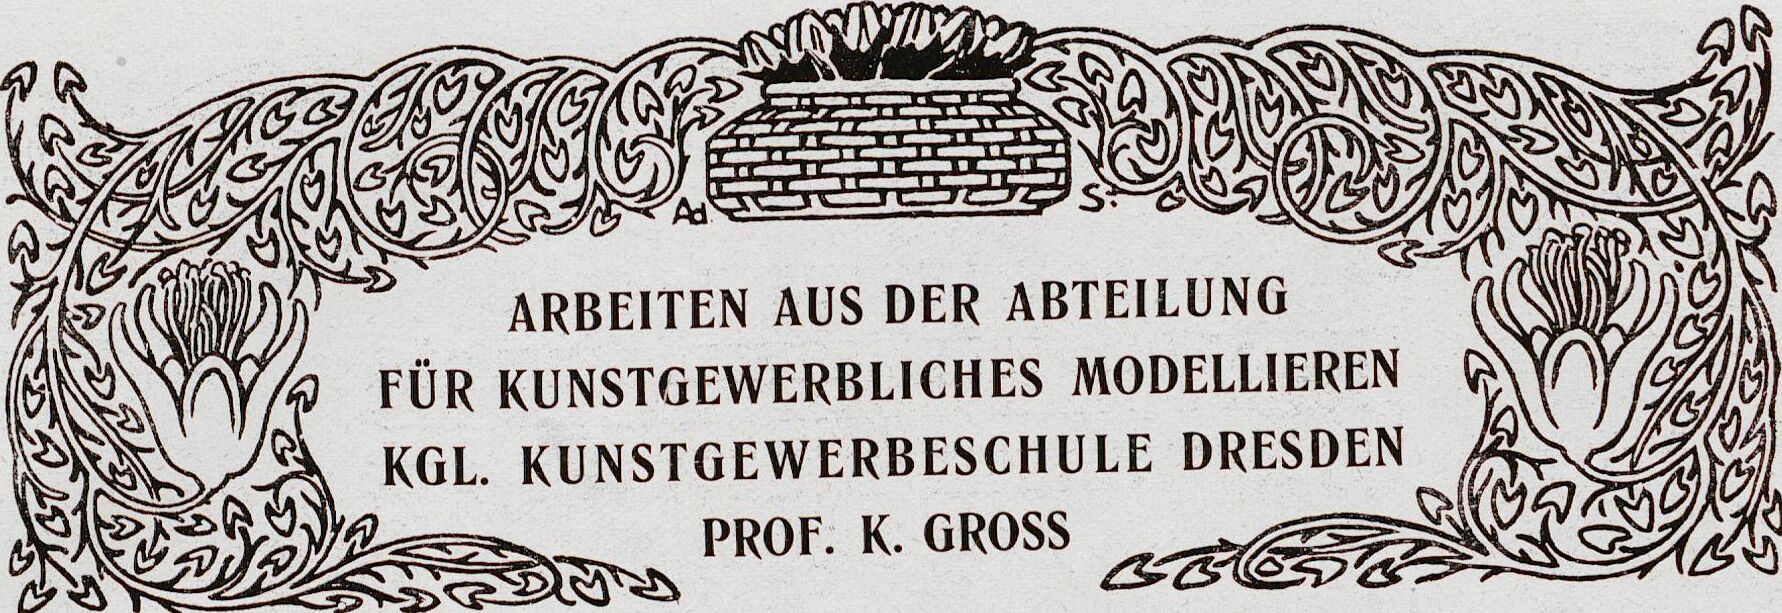 Ad S.
ARBEITEN AUS DER ABTEILUNG
FÜR KUNSTGEWERBLICHES MODELLIEREN
KGL. KUNSTGEWERBESCHULE DRESDEN
PROF. K. GROSS